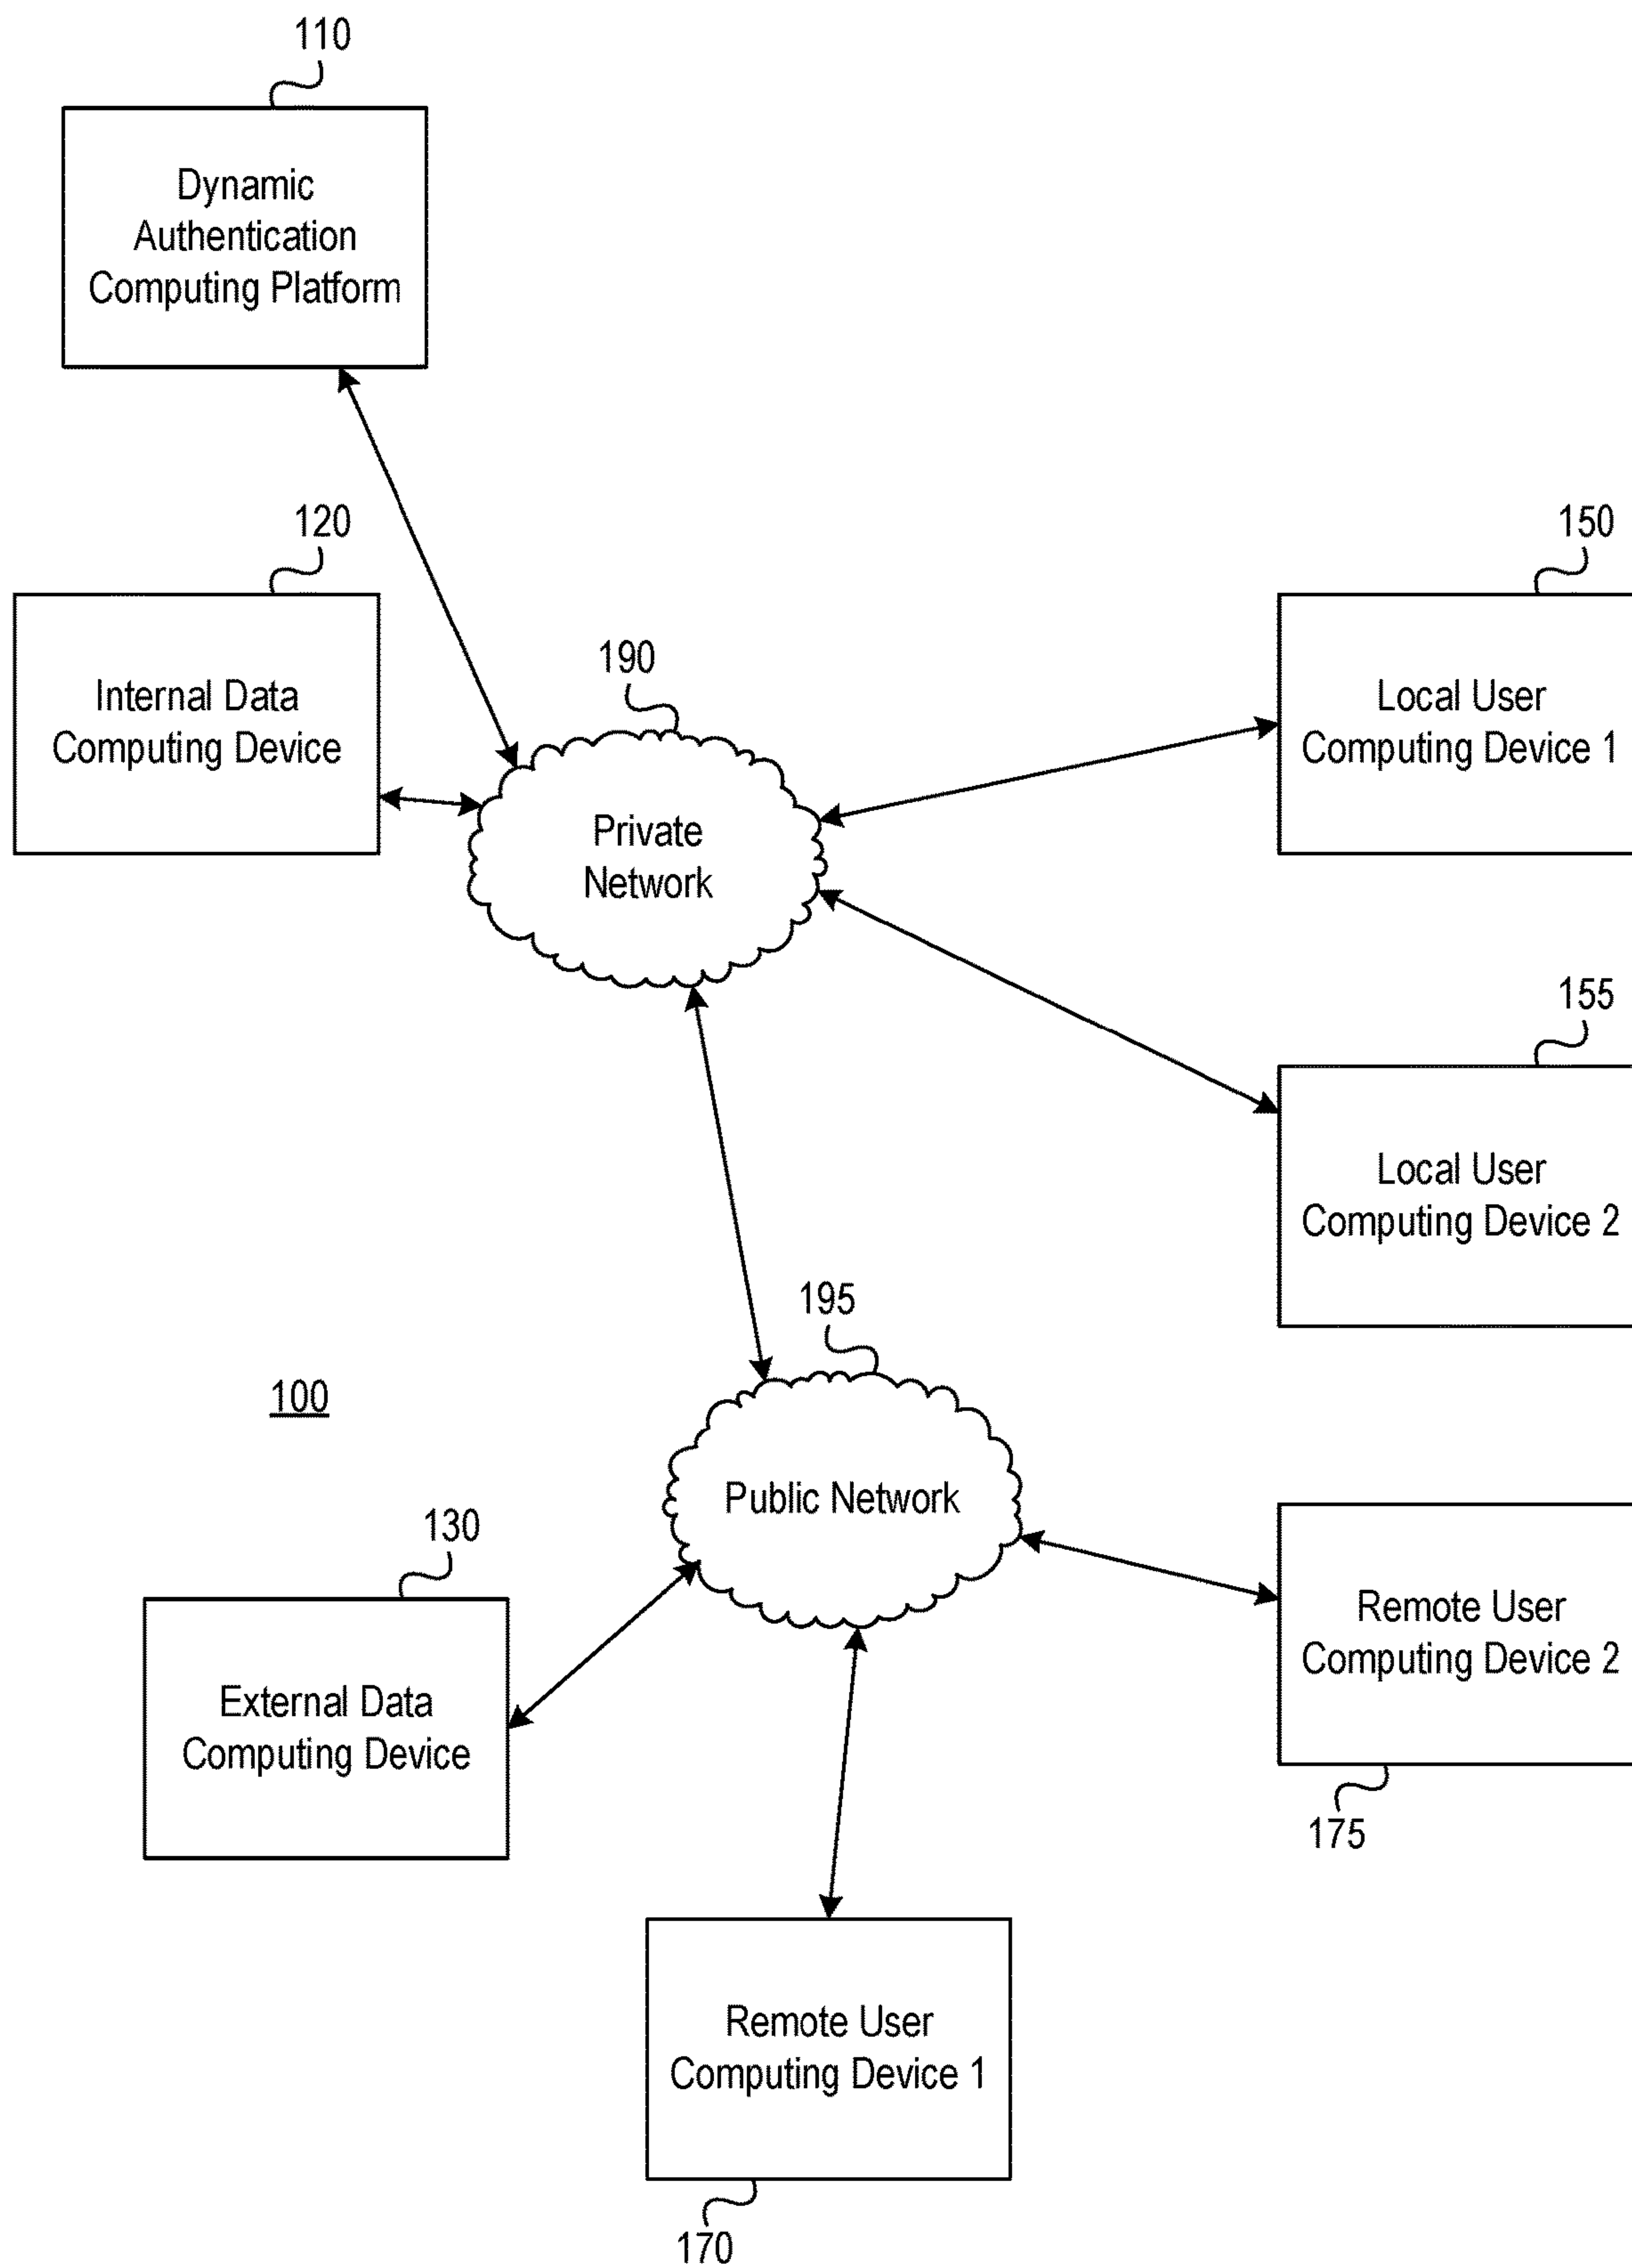 110
Dynamic
Authentication
Computing Platform
120
Internal Data
Computing Device
190
Private
Network
150
Local User
Computing Device 1
155
Local User
Computing Device 2
195
Public Network
100
130
External Data
Computing Device
Remote User
Computing Device 2
175
Remote User
Computing Device 1
170